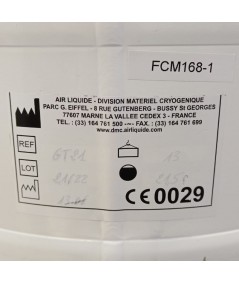 FCM168-1
AIR LIQUIDE - DIVISION MATERIEL CRYOGENIQUE
PARC G. EIFFEL - 8 RUE GUTENBERG - BUSSY St GEORGES
77607 MARNE LA VALLEE CEDEX 3 - FRANCE
TEL. : (33) 164 761 500 - FAX : (33) 164 761 699
www.dmc.airliquide.com
REF GT21
LOT
CE0029